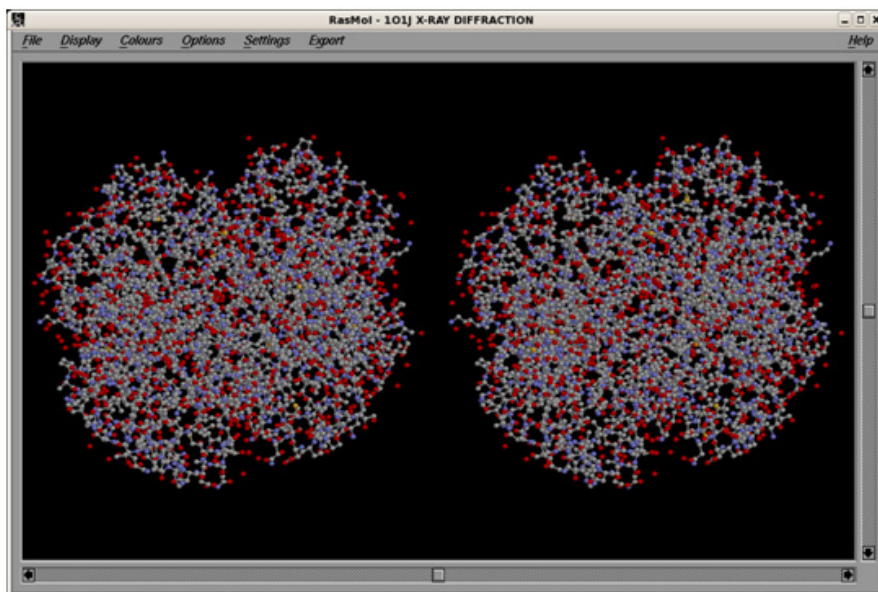 RasMol - 1O1J X-RAY DIFFRACTION
File Display Colours Options Settings Export Help